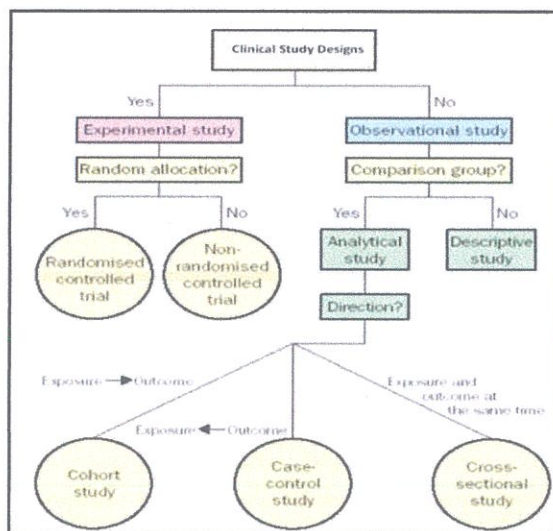 Clinical Study Designs
Yes
No
Experimental study
Observational study
Random allocation?
Comparison group?
Yes
No
Yes
No
Randomised
controlled
trial
Non-
randomised
controlled
trial
Analytical
study
Descriptive
study
Direction?
Exposure → Outcome
Exposure ← Outcome
Exposure and
outcome at
the same time
Cohort
study
Case-
control
study
Cross-
sectional
study